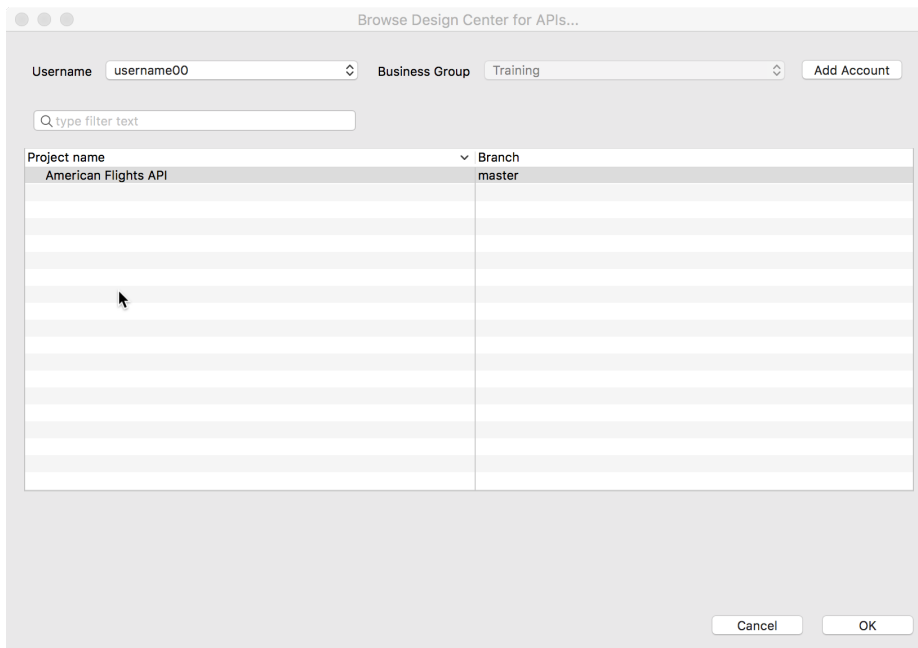 Browse Design Center for APIs...
Username username00 Business Group Training Add Account
type filter text
Project name Branch
American Flights API master
Cancel OK